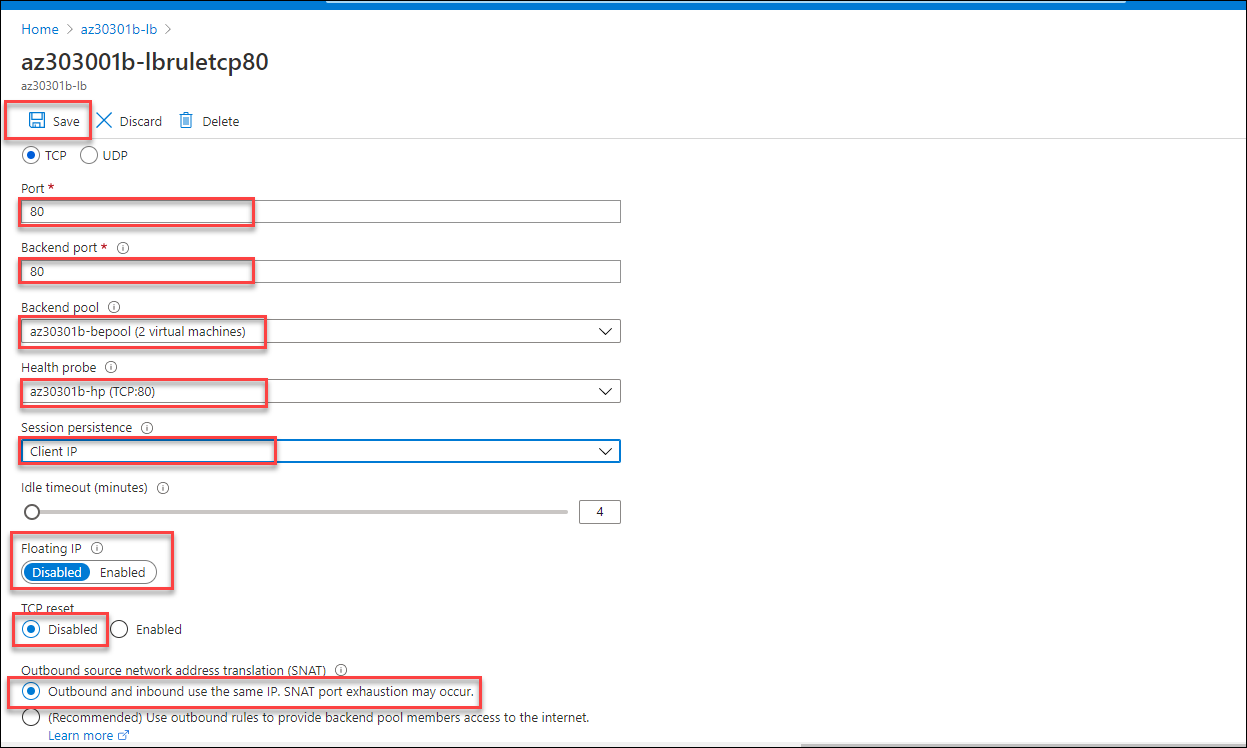 Home > az30301b-lb >
az303001b-lbruletcp80
az30301b-lb
Save Discard Delete
TCP UDP
Port *
80
Backend port *
80
Backend pool
az30301b-bepool (2 virtual machines)
Health probe
az30301b-hp (TCP:80)
Session persistence
Client IP
Idle timeout (minutes)
4
Floating IP
Disabled Enabled
TCP reset
Disabled Enabled
Outbound source network address translation (SNAT)
Outbound and inbound use the same IP. SNAT port exhaustion may occur.
(Recommended) Use outbound rules to provide backend pool members access to the internet.
Learn more